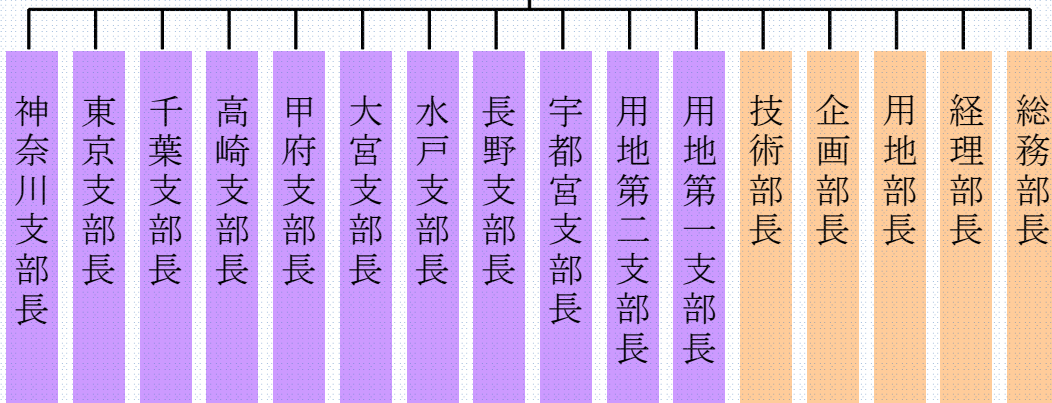 総務部長
経理部長
用地部長
企画部長
技術部長
用地第一支部長
用地第二支部長
宇都宮支部長
長野支部長
水戸支部長
大宮支部長
甲府支部長
高崎支部長
千葉支部長
東京支部長
神奈川支部長